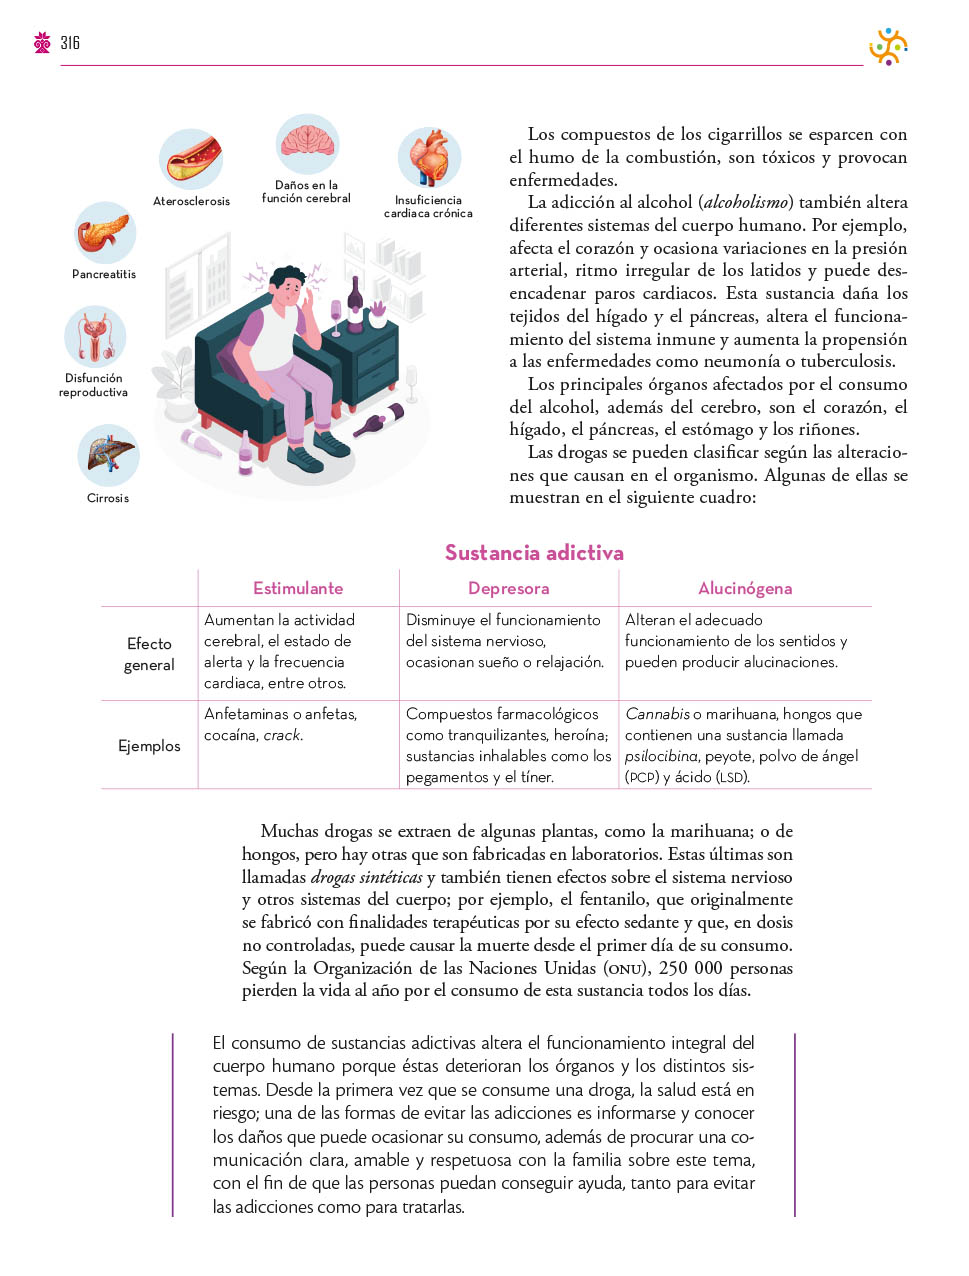 316
Aterosclerosis
Daños en la
función cerebral
Insuficiencia
cardiaca crónica
Pancreatitis
Disfunción
reproductiva
Cirrosis
Los compuestos de los cigarrillos se esparcen con
el humo de la combustión, son tóxicos y provocan
enfermedades.
La adicción al alcohol (alcoholismo) también altera
diferentes sistemas del cuerpo humano. Por ejemplo,
afecta el corazón y ocasiona variaciones en la presión
arterial, ritmo irregular de los latidos y puede des-
encadenar paros cardiacos. Esta sustancia daña los
tejidos del hígado y el páncreas, altera el funciona-
miento del sistema inmune y aumenta la propensión
a las enfermedades como neumonía o tuberculosis.
Los principales órganos afectados por el consumo
del alcohol, además del cerebro, son el corazón, el
hígado, el páncreas, el estómago y los riñones.
Las drogas se pueden clasificar según las alteracio-
nes que causan en el organismo. Algunas de ellas se
muestran en el siguiente cuadro:
Sustancia adictiva
Estimulante
Depresora
Alucinógena
Efecto
general
Aumentan la actividad
cerebral, el estado de
alerta y la frecuencia
cardiaca, entre otros.
Disminuye el funcionamiento
del sistema nervioso,
ocasionan sueño o relajación.
Alteran el adecuado
funcionamiento de los sentidos y
pueden producir alucinaciones.
Ejemplos
Anfetaminas o anfetas,
cocaína, crack.
Compuestos farmacológicos
como tranquilizantes, heroína;
sustancias inhalables como los
pegamentos y el tíner.
Cannabis o marihuana, hongos que
contienen una sustancia llamada
psilocibina, peyote, polvo de ángel
(PCP) y ácido (LSD).
Muchas drogas se extraen de algunas plantas, como la marihuana; o de
hongos, pero hay otras que son fabricadas en laboratorios. Estas últimas son
llamadas drogas sintéticas y también tienen efectos sobre el sistema nervioso
y otros sistemas del cuerpo; por ejemplo, el fentanilo, que originalmente
se fabricó con finalidades terapéuticas por su efecto sedante y que, en dosis
no controladas, puede causar la muerte desde el primer día de su consumo.
Según la Organización de las Naciones Unidas (ONU), 250 000 personas
pierden la vida al año por el consumo de esta sustancia todos los días.
El consumo de sustancias adictivas altera el funcionamiento integral del
cuerpo humano porque éstas deterioran los órganos y los distintos sis-
temas. Desde la primera vez que se consume una droga, la salud está en
riesgo; una de las formas de evitar las adicciones es informarse y conocer
los daños que puede ocasionar su consumo, además de procurar una co-
municación clara, amable y respetuosa con la familia sobre este tema,
con el fin de que las personas puedan conseguir ayuda, tanto para evitar
las adicciones como para tratarlas.